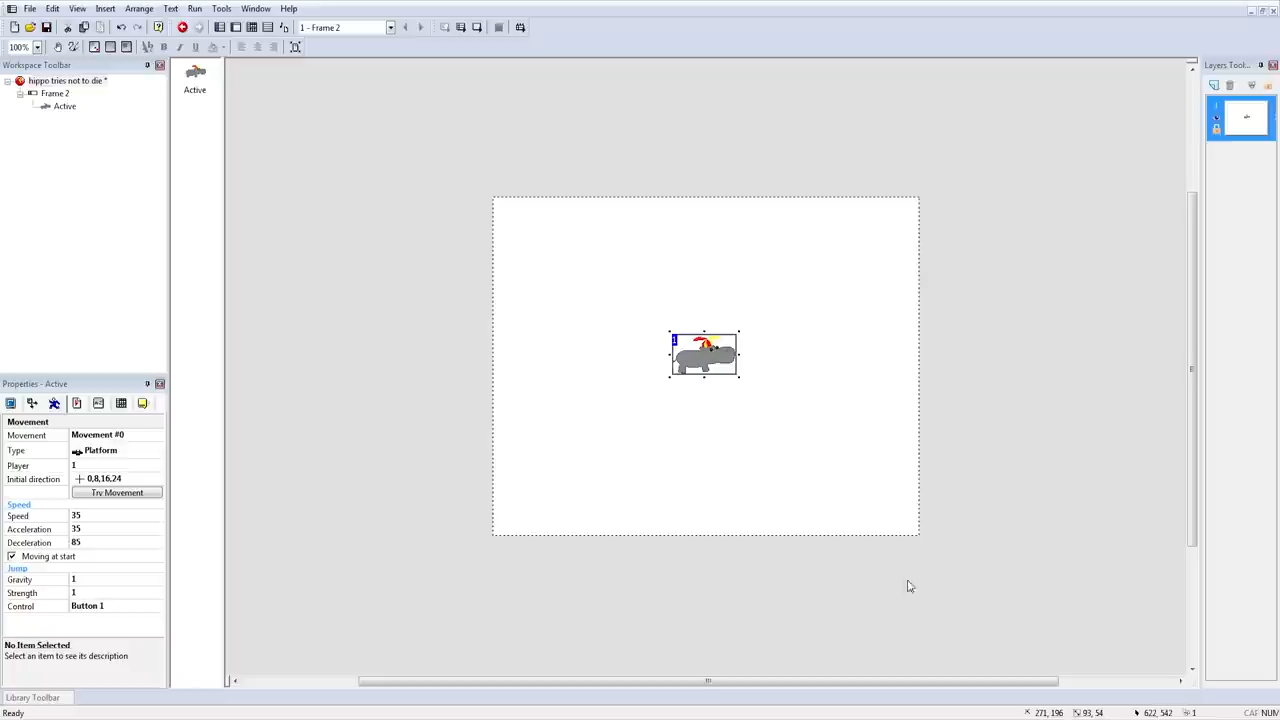 File Edit View Insert Arrange Text Run Tools Window Help
1 - Frame 2
100%
Workspace Toolbar
hippo tries not to die *
Frame 2
Active
Active
Layers Tool...
1
Properties - Active
Movement
Movement Movement #0
Type Platform
Player 1
Initial direction 0,8,16,24
Try Movement
Speed
Speed 35
Acceleration 35
Deceleration 85
Moving at start
Jump
Gravity 1
Strength 1
Control Button 1
No Item Selected
Select an item to see its description
Library Toolbar
Ready
271, 196 93, 54 622, 542 1 CAF NUM